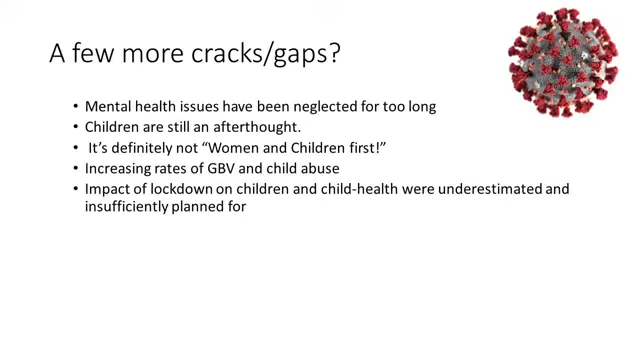 A few more cracks/gaps?
• Mental health issues have been neglected for too long
• Children are still an afterthought.
• It's definitely not “Women and Children first!”
• Increasing rates of GBV and child abuse
• Impact of lockdown on children and child-health were underestimated and
insufficiently planned for